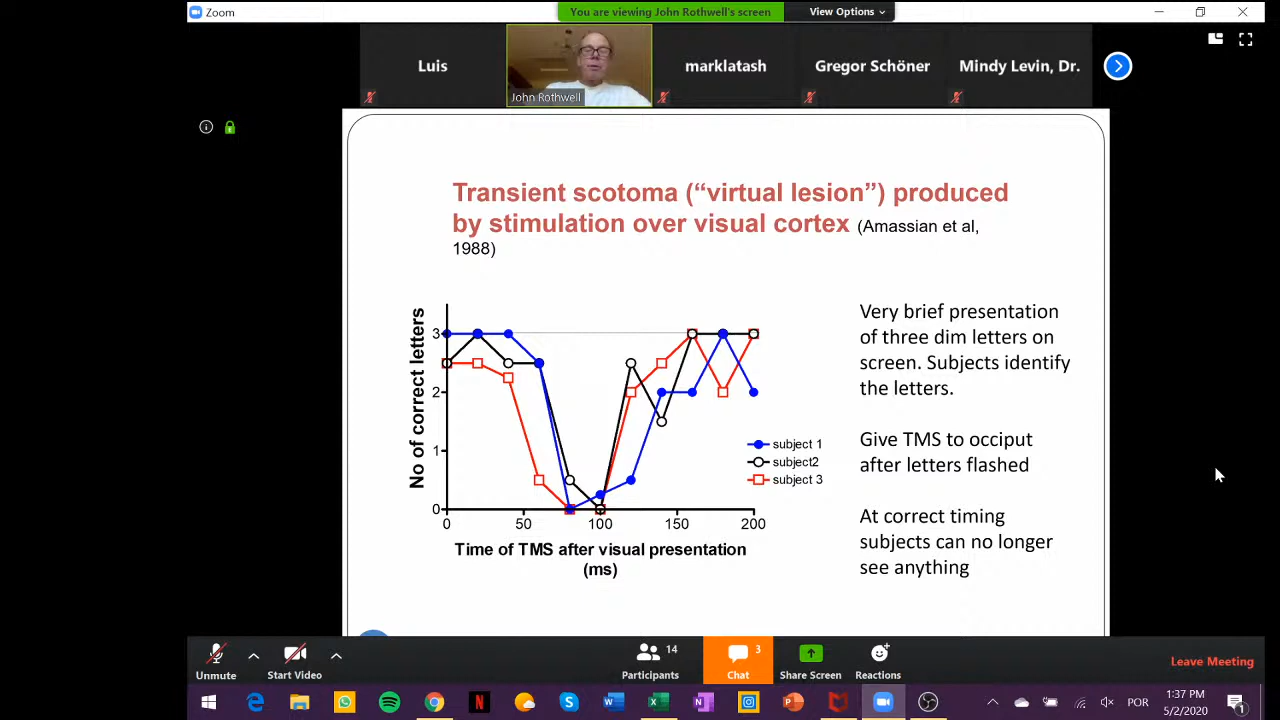 Zoom
You are viewing John Rothwell's screen
View Options
Luis
John Rothwell
marklatash
Gregor Schöner
Mindy Levin, Dr.
Transient scotoma (“virtual lesion”) produced
by stimulation over visual cortex (Amassian et al,
1988)
No of correct letters
3
2
1
0
0
50
100
150
200
Time of TMS after visual presentation
(ms)
subject 1
subject2
subject 3
Very brief presentation
of three dim letters on
screen. Subjects identify
the letters.
Give TMS to occiput
after letters flashed
At correct timing
subjects can no longer
see anything
Unmute
Start Video
14
Participants
3
Chat
Share Screen
Reactions
Leave Meeting
POR
1:37 PM
5/2/2020
1